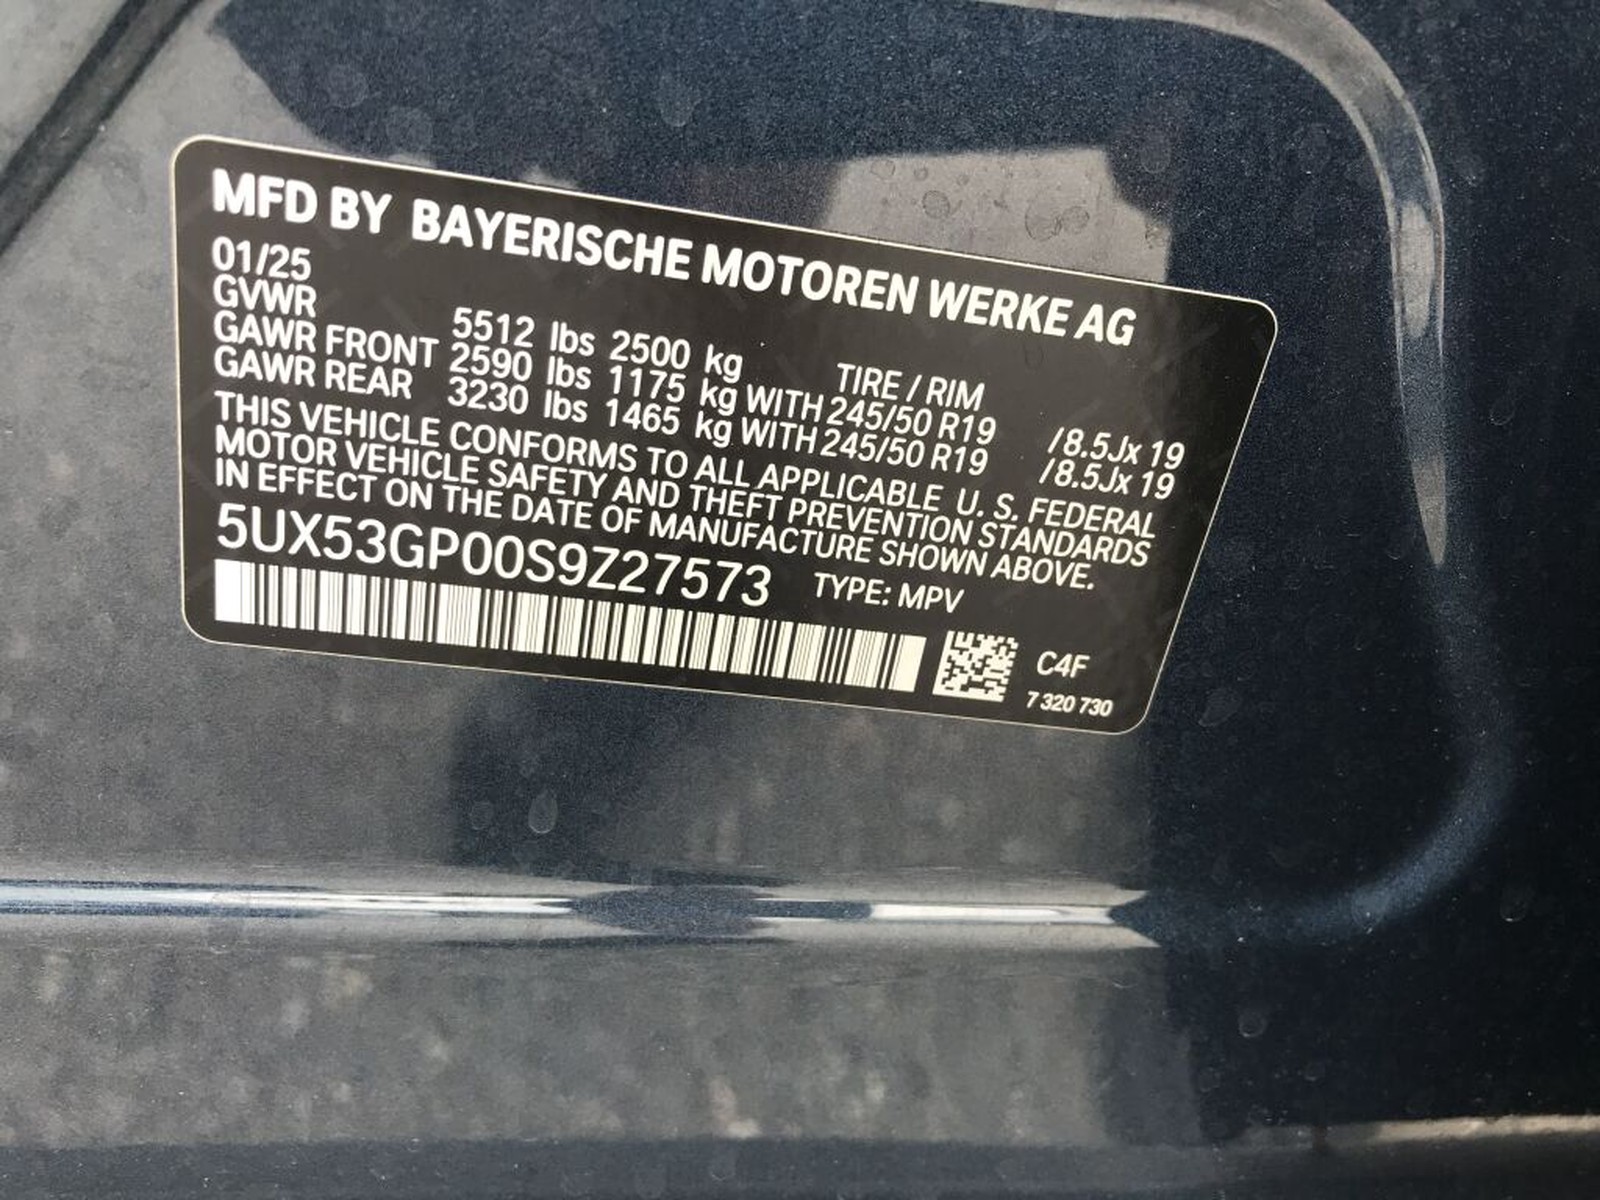 MFD BY BAYERISCHE MOTOREN WERKE AG
01/25
GVWR 5512 lbs 2500 kg TIRE / RIM
GAWR FRONT 2590 lbs 1175 kg WITH 245/50 R19 /8.5Jx 19
GAWR REAR 3230 lbs 1465 kg WITH 245/50 R19 /8.5Jx 19
THIS VEHICLE CONFORMS TO ALL APPLICABLE U. S. FEDERAL
MOTOR VEHICLE SAFETY AND THEFT PREVENTION STANDARDS
IN EFFECT ON THE DATE OF MANUFACTURE SHOWN ABOVE.
5UX53GP00S9Z27573 TYPE: MPV
C4F
7 320 730